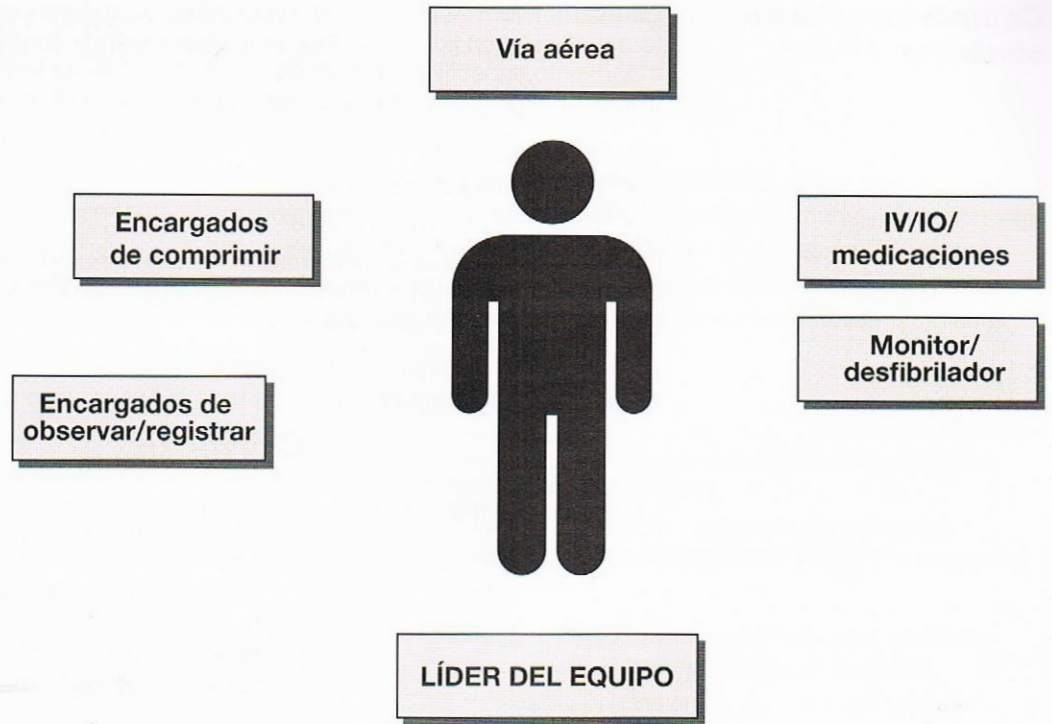 Vía aérea
Encargados
de comprimir
IV/IO/
medicaciones
Monitor/
desfibrilador
Encargados de
observar/registrar
LÍDER DEL EQUIPO